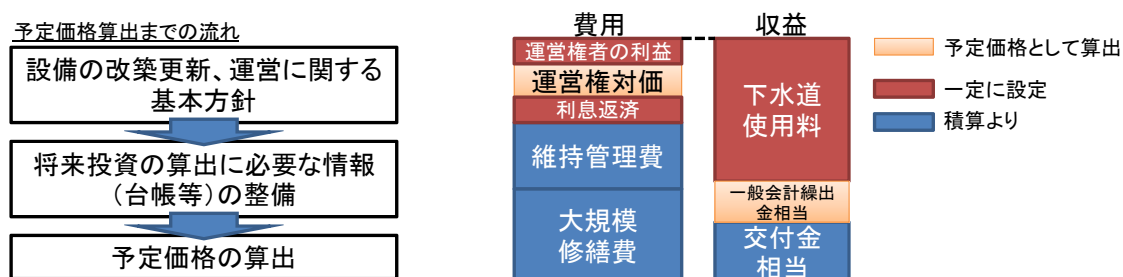 予定価格算出までの流れ
設備の改築更新、運営に関する
基本方針
将来投資の算出に必要な情報
（台帳等）の整備
予定価格の算出
費用
運営権者の利益
運営権対価
利息返済
維持管理費
大規模
修繕費
収益
下水道
使用料
一般会計繰出
金相当
交付金
相当
予定価格として算出
一定に設定
積算より